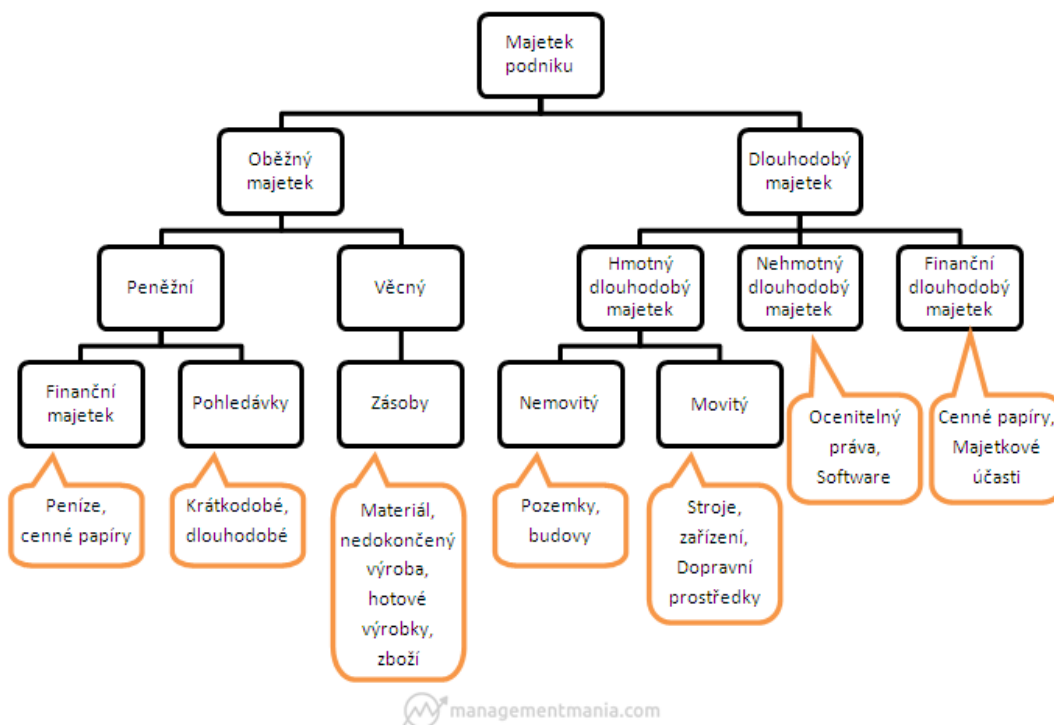 Majetek
podniku
Oběžný
majetek
Dlouhodobý
majetek
Peněžní
Věcný
Hmotný
dlouhodobý
majetek
Nehmotný
dlouhodobý
majetek
Finanční
dlouhodobý
majetek
Finanční
majetek
Pohledávky
Zásoby
Nemovitý
Movitý
Peníze,
cenné papíry
Krátkodobé,
dlouhodobé
Materiál,
nedokončený
výroba,
hotové
výrobky,
zboží
Pozemky,
budovy
Stroje,
zařízení,
Dopravní
prostředky
Ocenitelný
práva,
Software
Cenné papíry,
Majetkové
účasti
managementmania.com